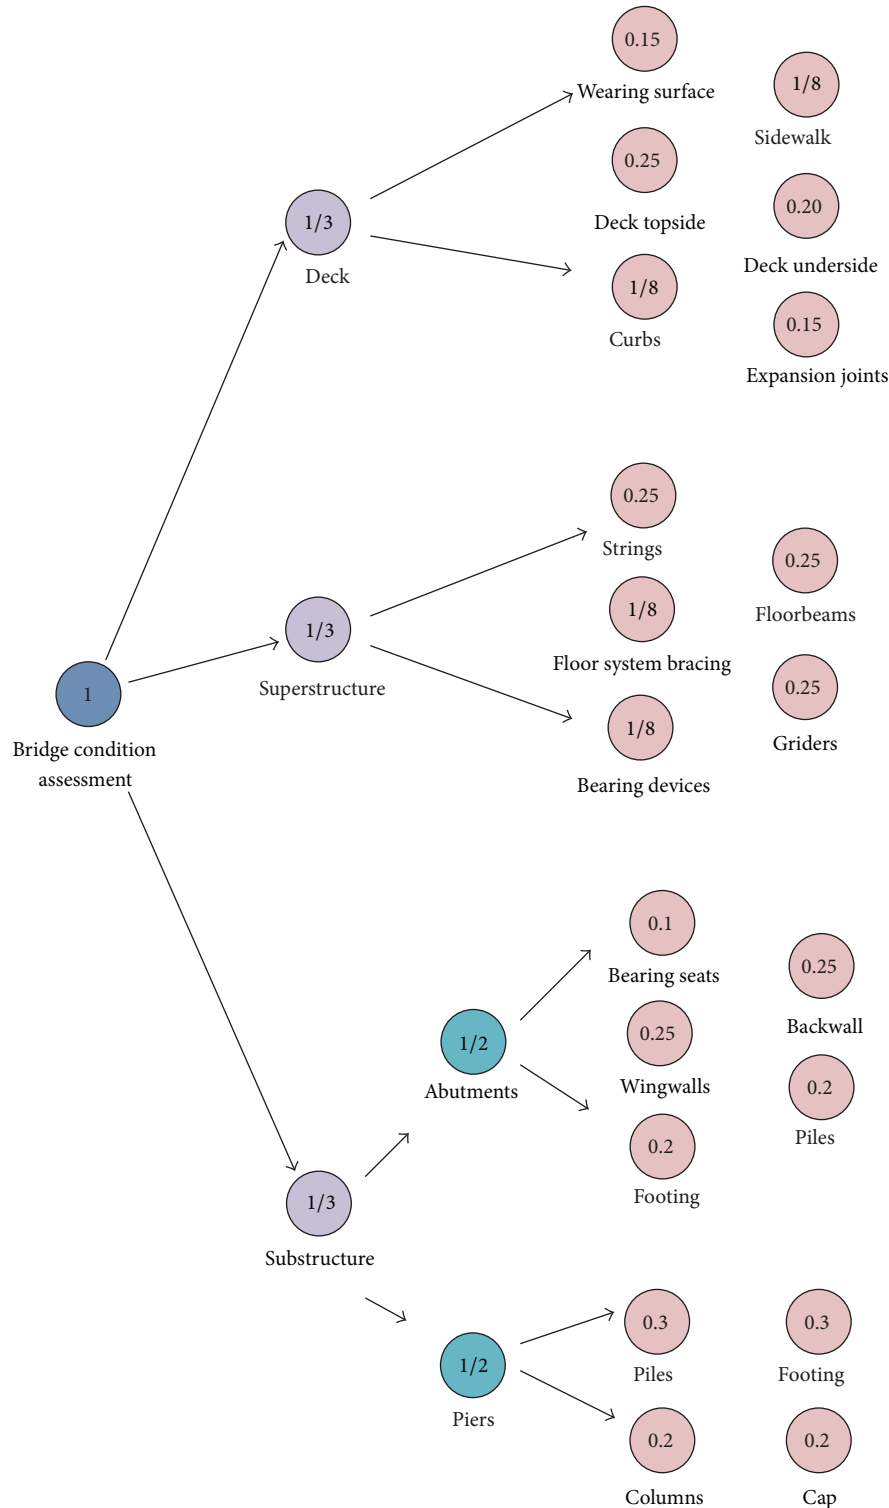 0.15
Wearing surface
1/8
Sidewalk
0.25
Deck topside
0.20
Deck underside
1/8
Curbs
0.15
Expansion joints
1/3
Deck
0.25
Strings
0.25
Floorbeams
1/8
Floor system bracing
0.25
Griders
1/8
Bearing devices
1/3
Superstructure
1
Bridge condition
assessment
0.1
Bearing seats
0.25
Backwall
0.25
Wingwalls
0.2
Piles
0.2
Footing
1/2
Abutments
1/3
Substructure
0.3
Piles
0.3
Footing
1/2
Piers
0.2
Columns
0.2
Cap